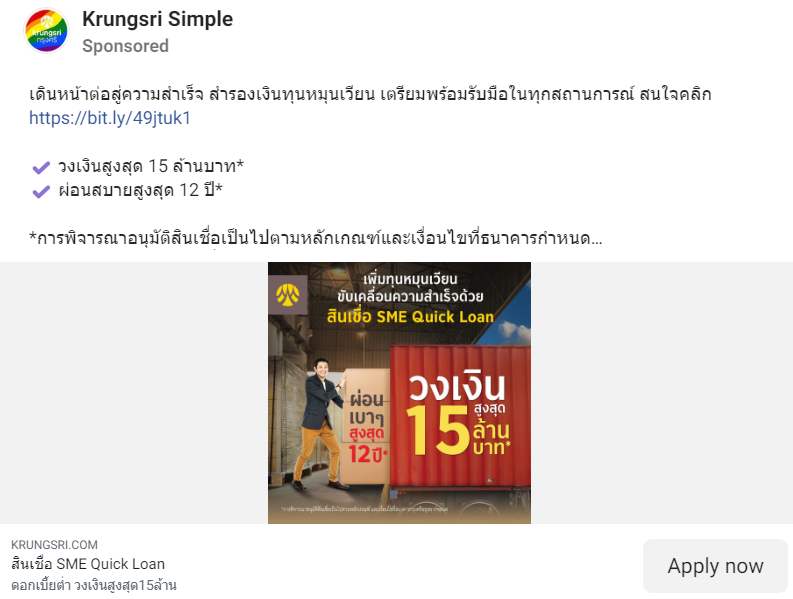 Krungsri Simple
Sponsored
krungsri
กรุงศรี
เดินหน้าต่อสู่ความสำเร็จ สำรองเงินทุนหมุนเวียน เตรียมพร้อมรับมือในทุกสถานการณ์ สนใจคลิก
https://bit.ly/49jtuk1
วงเงินสูงสุด 15 ล้านบาท*
ผ่อนสบายสูงสุด 12 ปี*
*การพิจารณาอนุมัติสินเชื่อเป็นไปตามหลักเกณฑ์และเงื่อนไขที่ธนาคารกำหนด...
เพิ่มทุนหมุนเวียน
ขับเคลื่อนความสำเร็จด้วย
สินเชื่อ SME Quick Loan
ผ่อน
เบาๆ
สูงสุด
12 ปี*
วงเงิน
สูงสุด
15 ล้าน
บาท*
KRUNGSRI.COM
สินเชื่อ SME Quick Loan
ดอกเบี้ยต่ำ วงเงินสูงสุด15ล้าน
Apply now